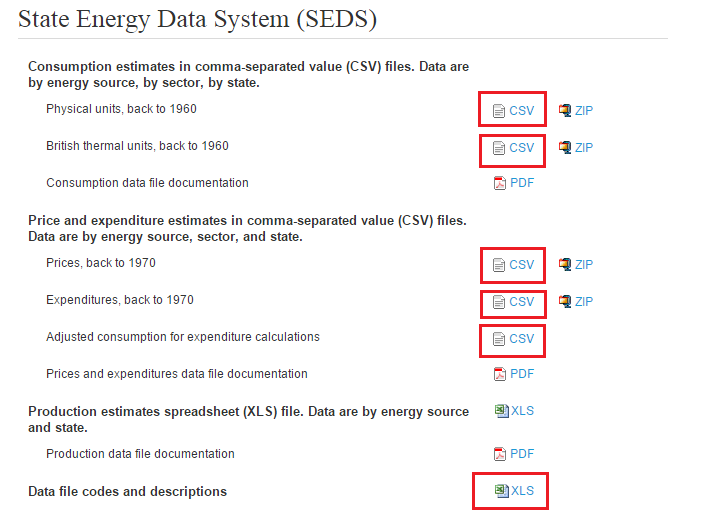 State Energy Data System (SEDS)
Consumption estimates in comma-separated value (CSV) files. Data are
by energy source, by sector, by state.
Physical units, back to 1960 CSV ZIP
British thermal units, back to 1960 CSV ZIP
Consumption data file documentation PDF
Price and expenditure estimates in comma-separated value (CSV) files.
Data are by energy source, sector, and state.
Prices, back to 1970 CSV ZIP
Expenditures, back to 1970 CSV ZIP
Adjusted consumption for expenditure calculations CSV
Prices and expenditures data file documentation PDF
Production estimates spreadsheet (XLS) file. Data are by energy source XLS
and state.
Production data file documentation PDF
Data file codes and descriptions XLS